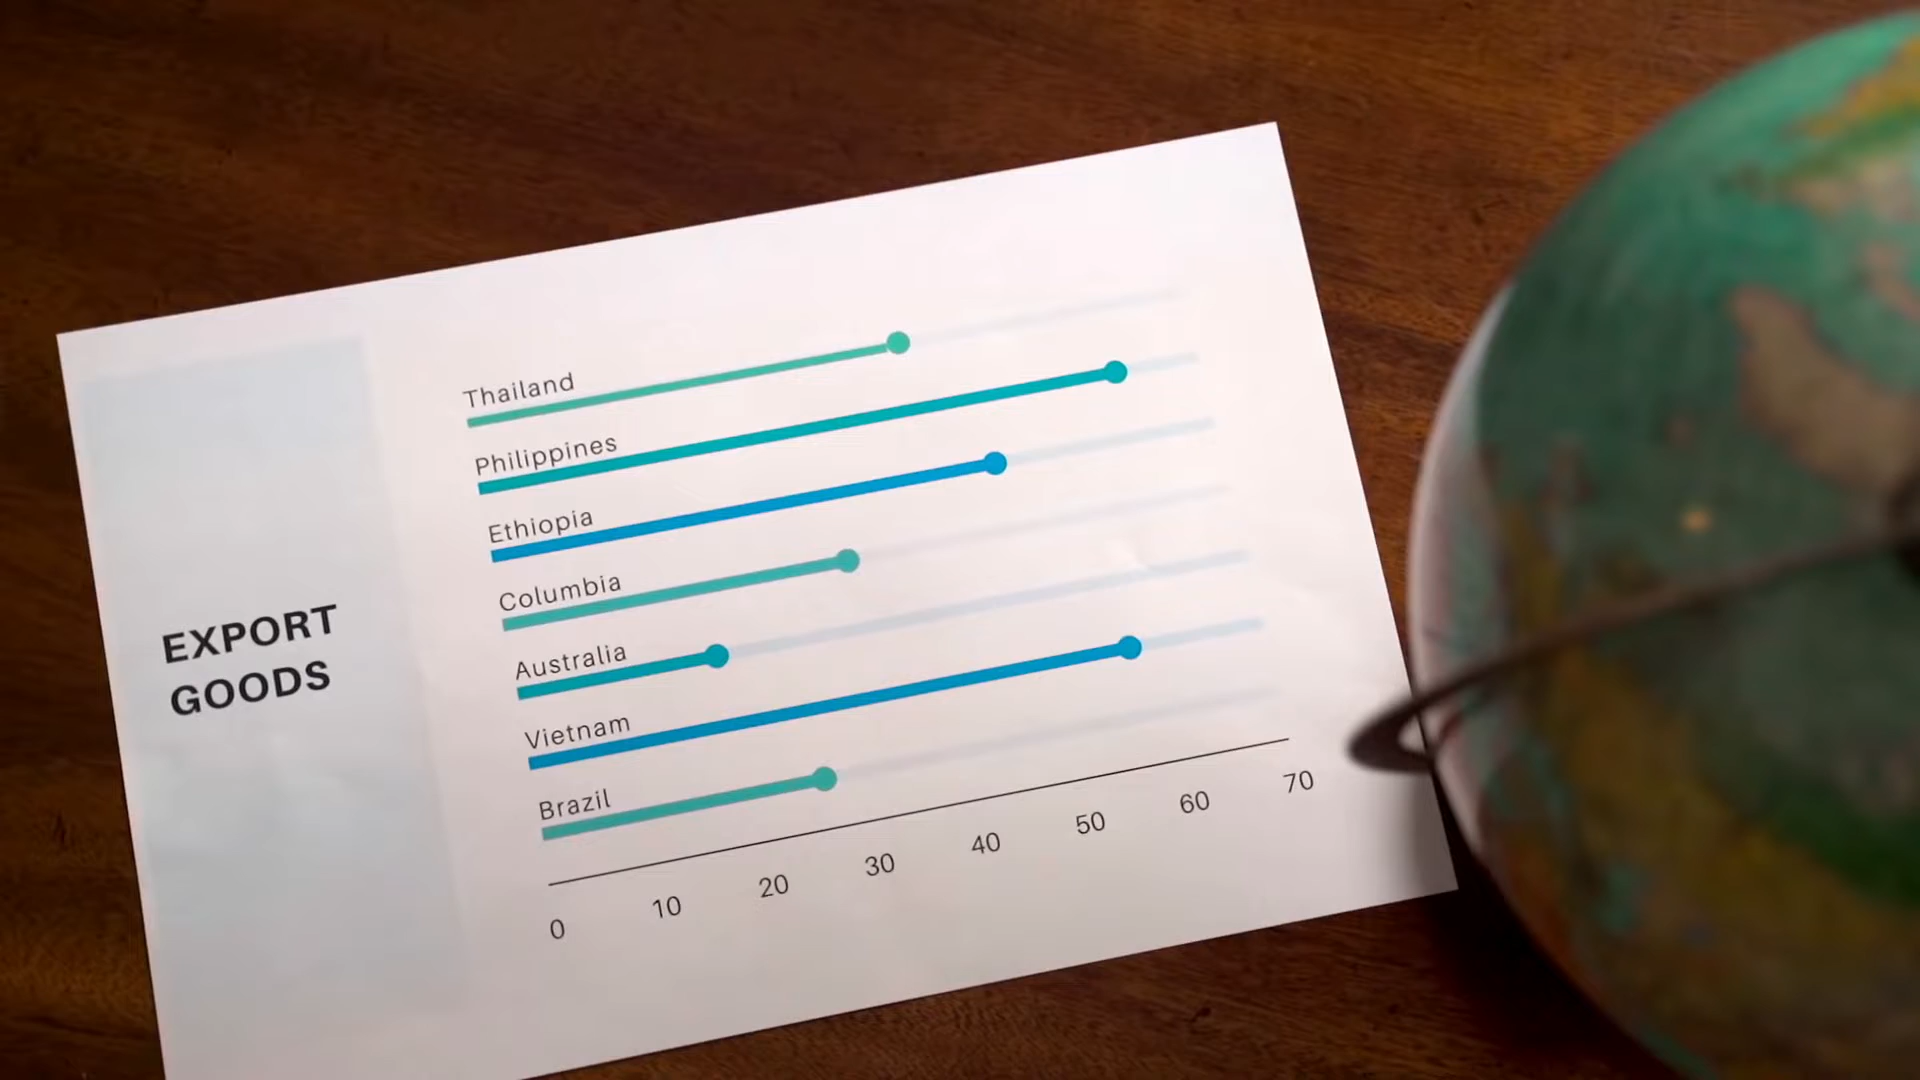 EXPORT
GOODS
Thailand
Philippines
Ethiopia
Columbia
Australia
Vietnam
Brazil
0 10 20 30 40 50 60 70